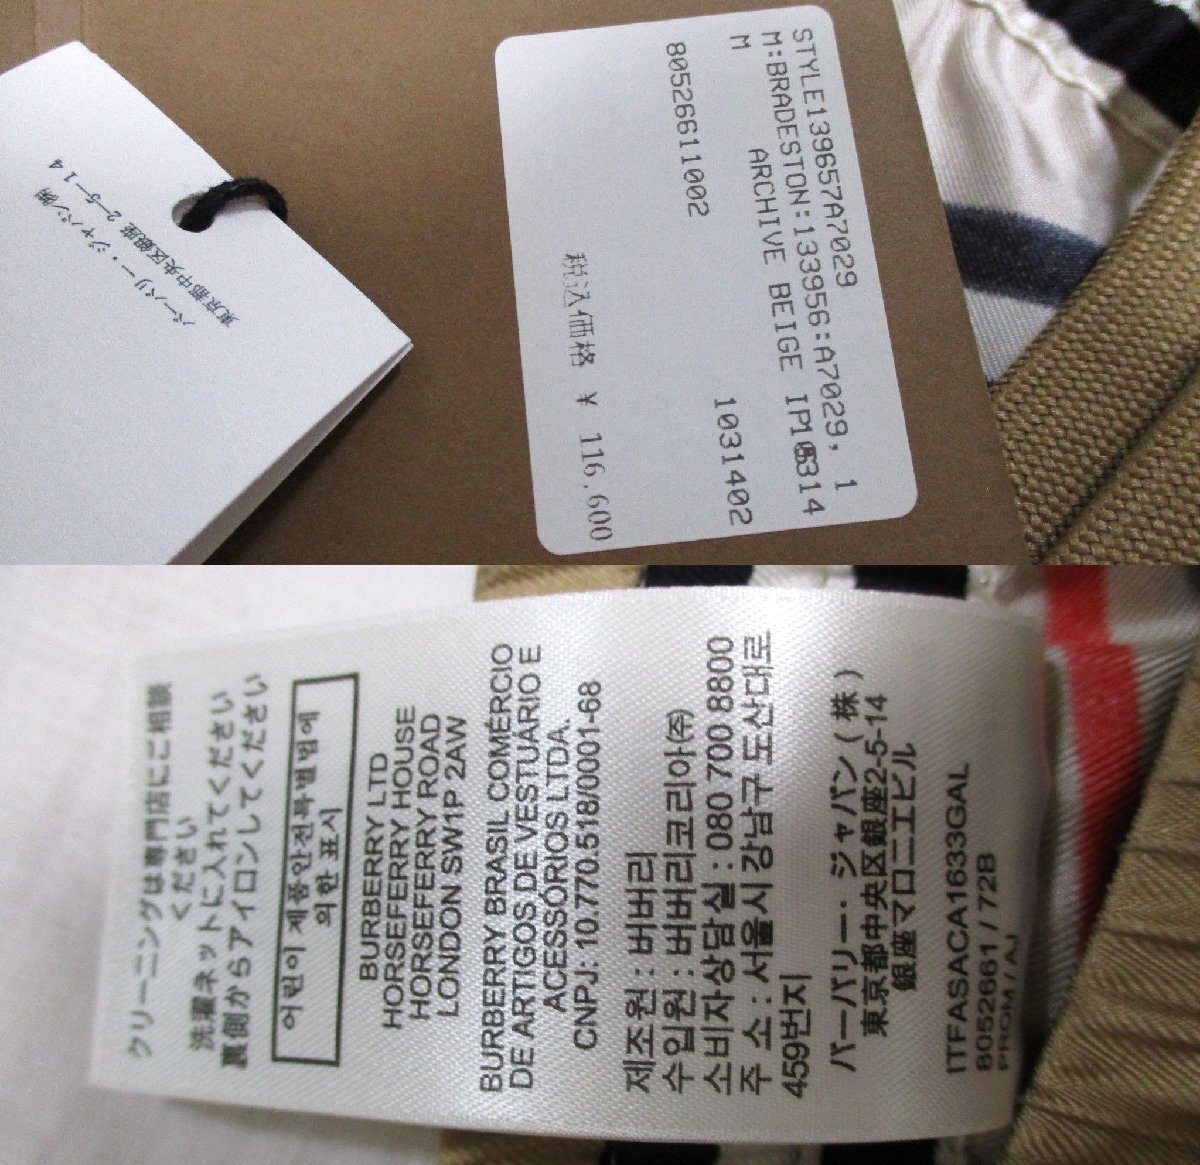 バーバリー・ジャパン㈱
東京都中央区銀座 2-5-14
STYLE139657A7029
M:BRADESTON:133956:A7029, 1
M ARCHIVE BEIGE
80526611002 1031402
税込価格 ¥ 116,600
クリーニングは専門店にご相談
ください
洗濯ネットに入れてください
裏側からアイロンしてください
어린이 제품안전특별법에
의한 표시
BURBERRY LTD
HORSEFERRY HOUSE
HORSEFERRY ROAD
LONDON SW1P 2AW
BURBERRY BRASIL COMÉRCIO
DE ARTIGOS DE VESTUÁRIO E
ACESSÓRIOS LTDA.
CNPJ: 10.770.518/0001-68
제조원 : 버버리
수입원 : 버버리코리아(주)
소비자상담실 : 080 700 8800
주 소 : 서울시 강남구 도산대로
459번지
バーバリー・ジャパン ( 株 )
東京都中央区銀座2-5-14
銀座マロニエビル
ITFASACA1633GAL
8052661 / 72B
PROM / AJ